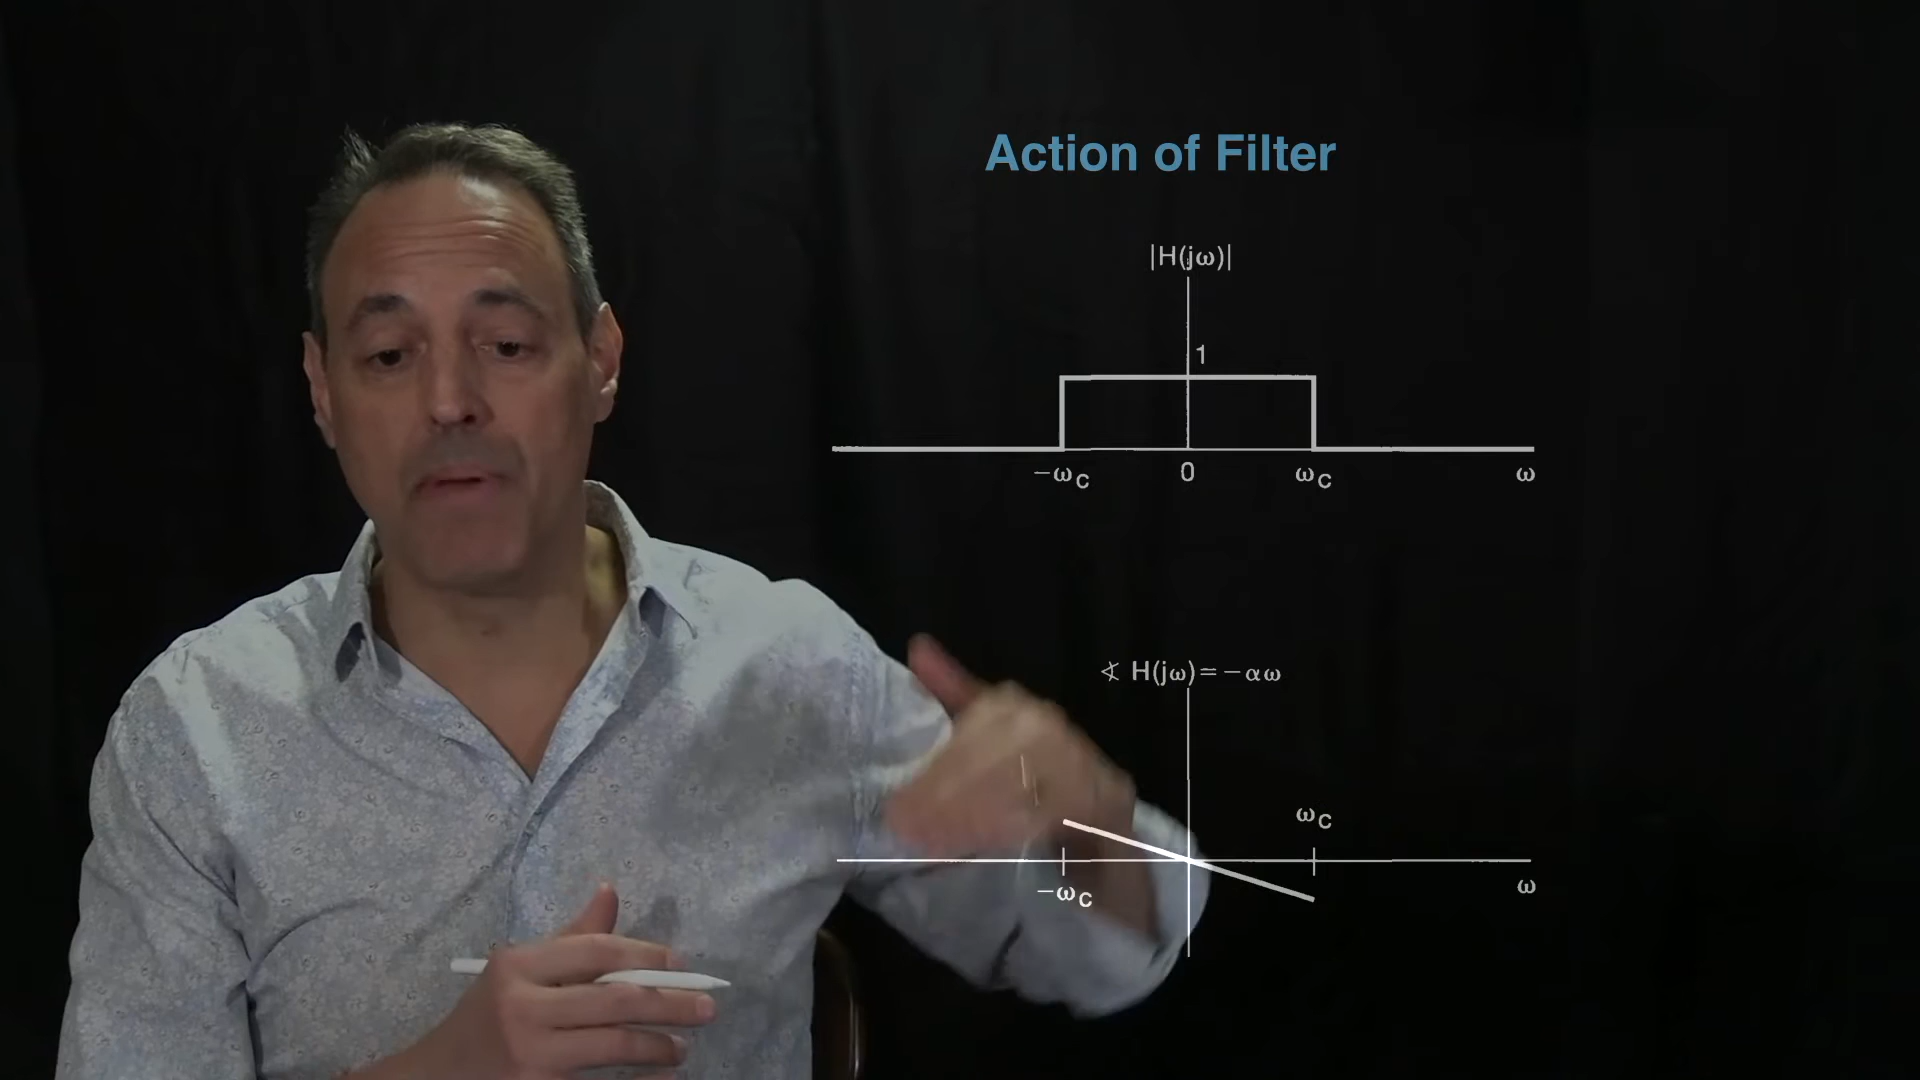 Action of Filter
|H(jω)|
1
−ωC 0 ωC ω
∢ H(jω)=−αω
ωC
−ωC ω